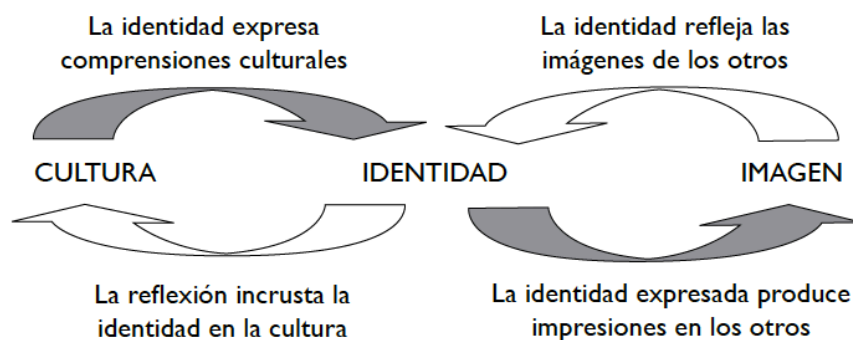 La identidad expresa
comprensiones culturales
La identidad refleja las
imágenes de los otros
CULTURA
IDENTIDAD
IMAGEN
La reflexión incrusta la
identidad en la cultura
La identidad expresada produce
impresiones en los otros